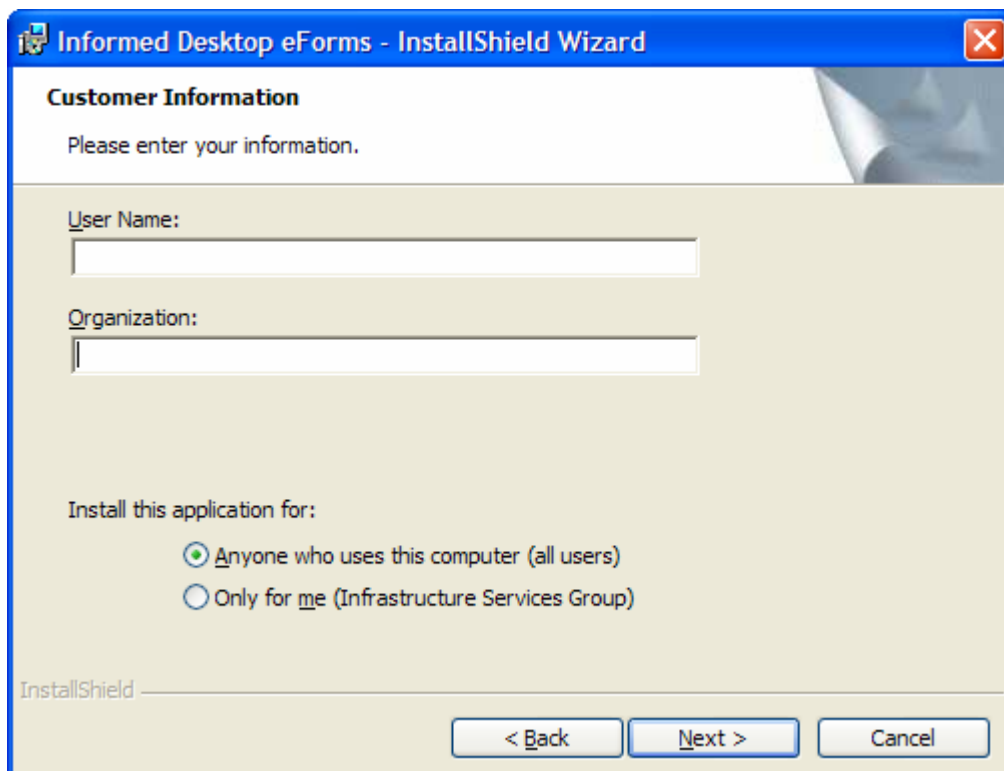 Informed Desktop eForms - InstallShield Wizard
Customer Information
Please enter your information.
User Name:
Organization:
Install this application for:
Anyone who uses this computer (all users)
Only for me (Infrastructure Services Group)
InstallShield
< Back Next > Cancel